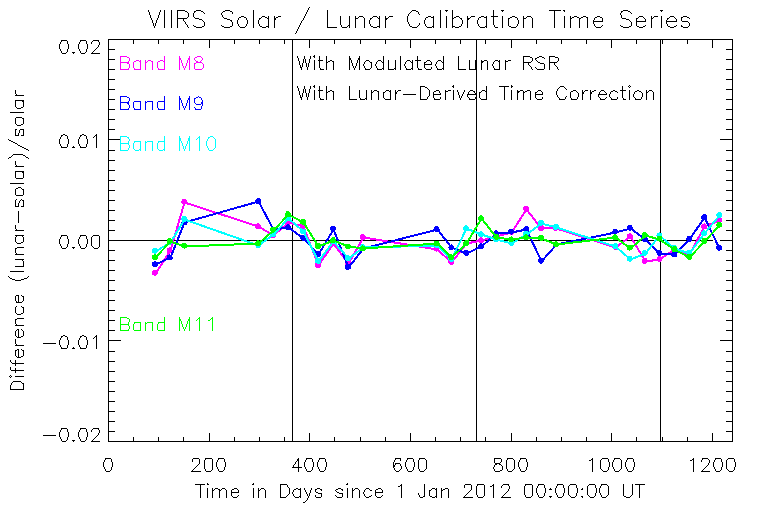 VIIRS Solar / Lunar Calibration Time Series
0.02
Band M8
With Modulated Lunar RSR
Band M9
With Lunar-Derived Time Correction
0.01
Band M10
Difference (lunar-solar)/solar
0.00
Band M11
-0.01
-0.02
0 200 400 600 800 1000 1200
Time in Days since 1 Jan 2012 00:00:00 UT